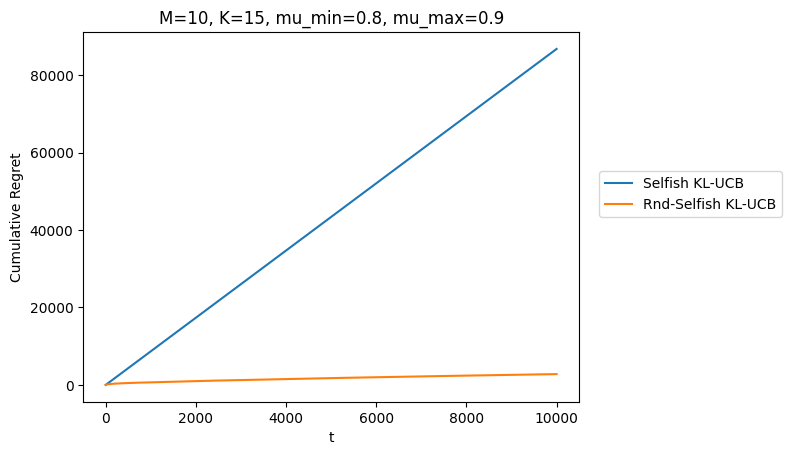 M=10, K=15, mu_min=0.8, mu_max=0.9
80000
60000
40000
20000
0
Cumulative Regret
0
2000
4000
6000
8000
10000
t
Selfish KL-UCB
Rnd-Selfish KL-UCB